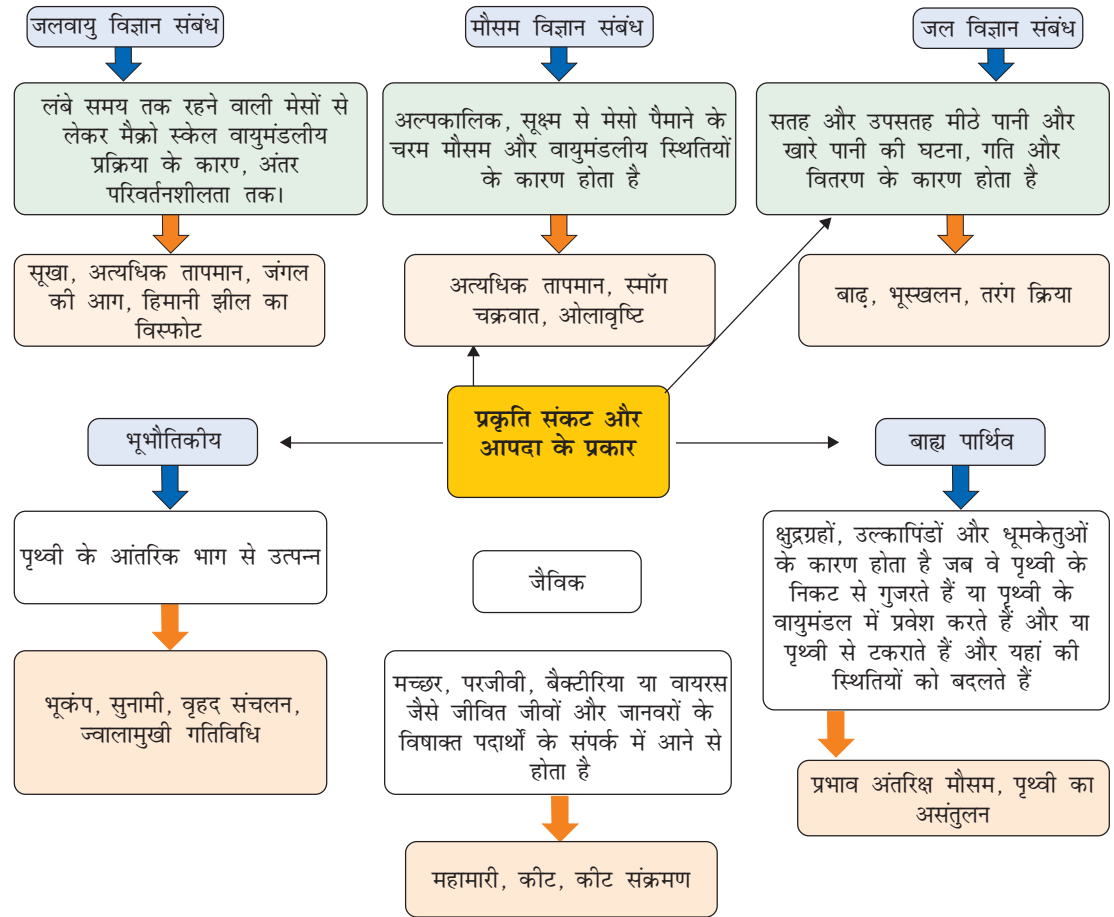 जलवायु विज्ञान संबंध
लंबे समय तक रहने वाली मेसों से
लेकर मैक्रो स्केल वायुमंडलीय
प्रक्रिया के कारण, अंतर
परिवर्तनशीलता तक।
सूखा, अत्यधिक तापमान, जंगल
की आग, हिमानी झील का
विस्फोट
मौसम विज्ञान संबंध
अल्पकालिक, सूक्ष्म से मेसो पैमाने के
चरम मौसम और वायुमंडलीय स्थितियों
के कारण होता है
अत्यधिक तापमान, स्मॉग
चक्रवात, ओलावृष्टि
जल विज्ञान संबंध
सतह और उपसतह मीठे पानी और
खारे पानी की घटना, गति और
वितरण के कारण होता है
बाढ़, भूस्खलन, तरंग क्रिया
प्रकृति संकट और
आपदा के प्रकार
भूभौतिकीय
पृथ्वी के आंतरिक भाग से उत्पन्न
भूकंप, सुनामी, वृहद संचलन,
ज्वालामुखी गतिविधि
जैविक
मच्छर, परजीवी, बैक्टीरिया या वायरस
जैसे जीवित जीवों और जानवरों के
विषाक्त पदार्थों के संपर्क में आने से
होता है
महामारी, कीट, कीट संक्रमण
बाह्य पार्थिव
क्षुद्रग्रहों, उल्कापिंडों और धूमकेतुओं
के कारण होता है जब वे पृथ्वी के
निकट से गुजरते हैं या पृथ्वी के
वायुमंडल में प्रवेश करते हैं और या
पृथ्वी से टकराते हैं और यहां की
स्थितियों को बदलते हैं
प्रभाव अंतरिक्ष मौसम, पृथ्वी का
असंतुलन